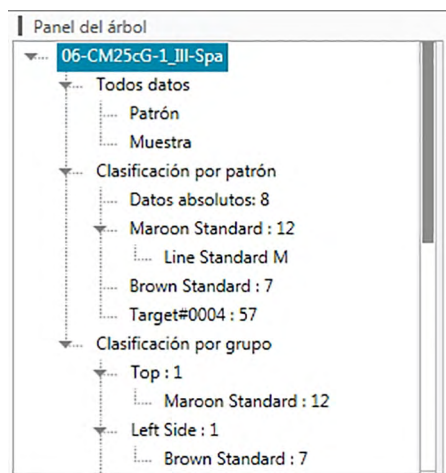 Panel del árbol
06-CM25cG-1_III-Spa
Todos datos
Patrón
Muestra
Clasificación por patrón
Datos absolutos: 8
Maroon Standard : 12
Line Standard M
Brown Standard : 7
Target#0004 : 57
Clasificación por grupo
Top : 1
Maroon Standard : 12
Left Side : 1
Brown Standard : 7